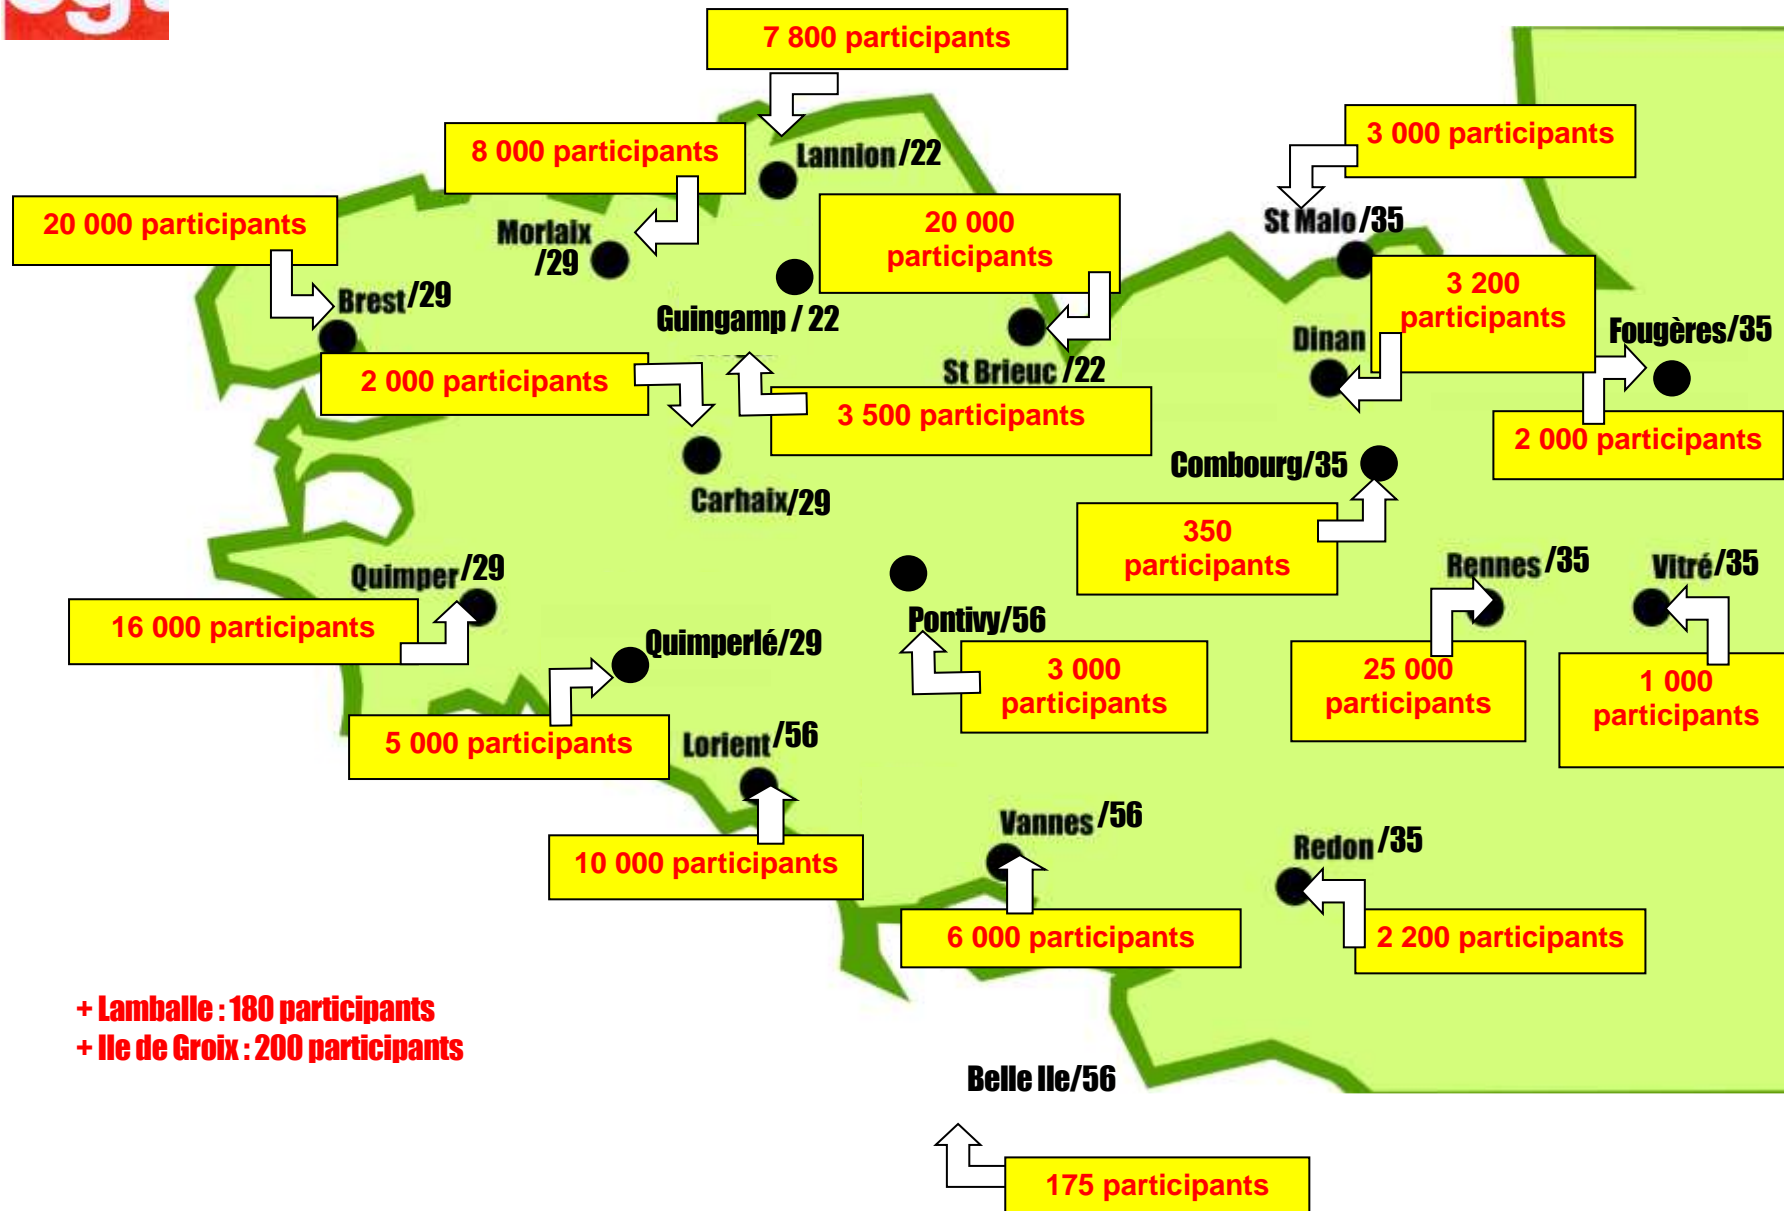 cgt
7 800 participants
8 000 participants
Lannion /22
3 000 participants
20 000 participants
Morlaix
/29
20 000
participants
St Malo /35
Brest /29
Guingamp / 22
3 200
participants
Dinan
Fougères/35
2 000 participants
St Brieuc /22
3 500 participants
2 000 participants
Carhaix/29
Combourg/35
350
participants
Quimper /29
Rennes /35
Vitré/35
16 000 participants
Pontivy/56
Quimperlé/29
3 000
participants
25 000
participants
1 000
participants
5 000 participants
Lorient /56
10 000 participants
Vannes /56
Redon /35
6 000 participants
2 200 participants
+ Lamballe : 180 participants
+ Ile de Groix : 200 participants
Belle Ile/56
175 participants